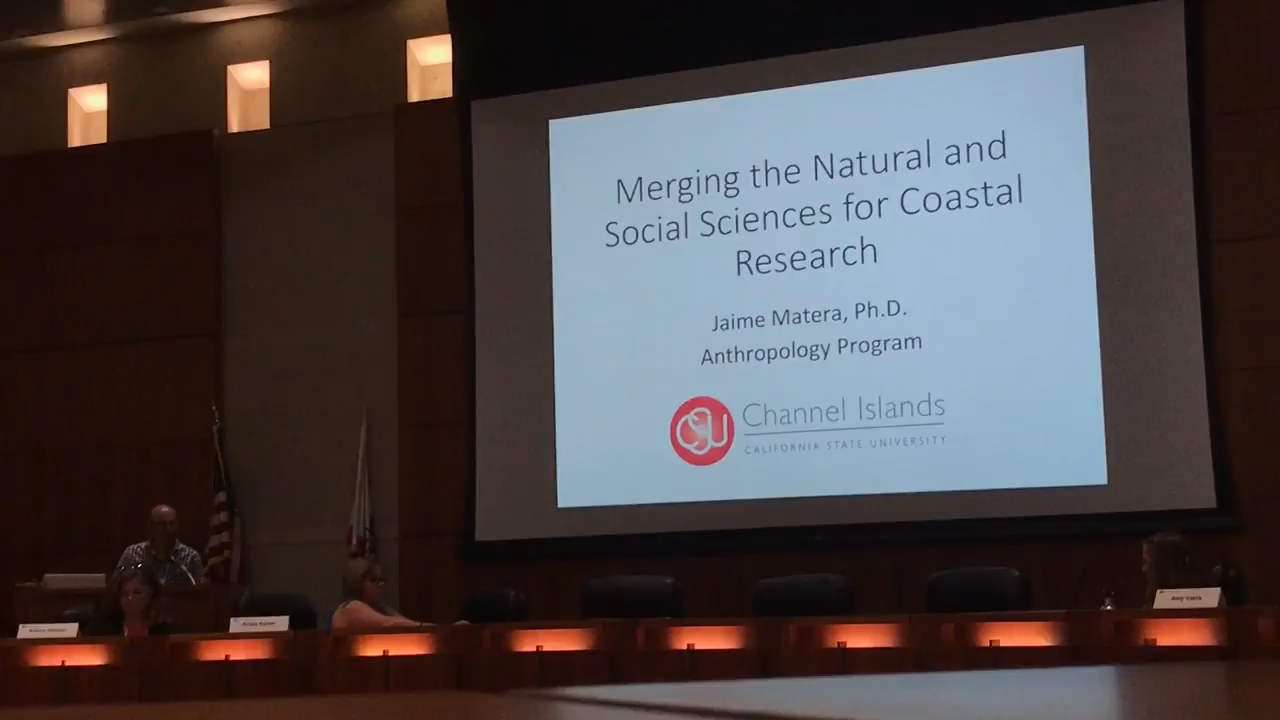 Merging the Natural and
Social Sciences for Coastal
Research
Jaime Matera, Ph.D.
Anthropology Program
CSU
Channel Islands
CALIFORNIA STATE UNIVERSITY